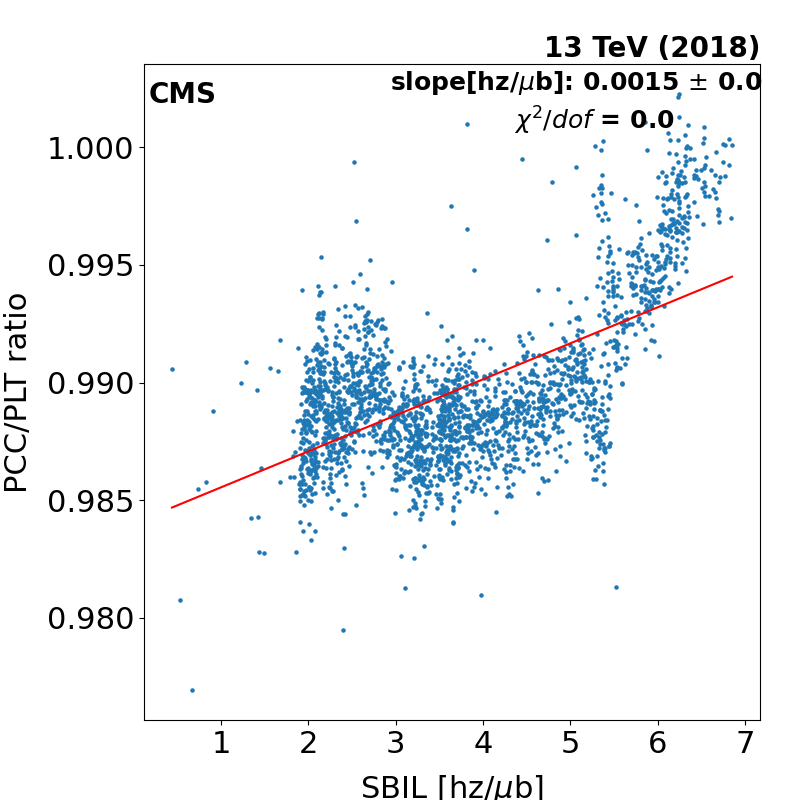 13 TeV (2018)
CMS
slope[hz/μb]: 0.0015 ± 0.0
χ²/dof = 0.0
1.000
0.995
0.990
0.985
0.980
PCC/PLT ratio
1 2 3 4 5 6 7
SBIL [hz/μb]